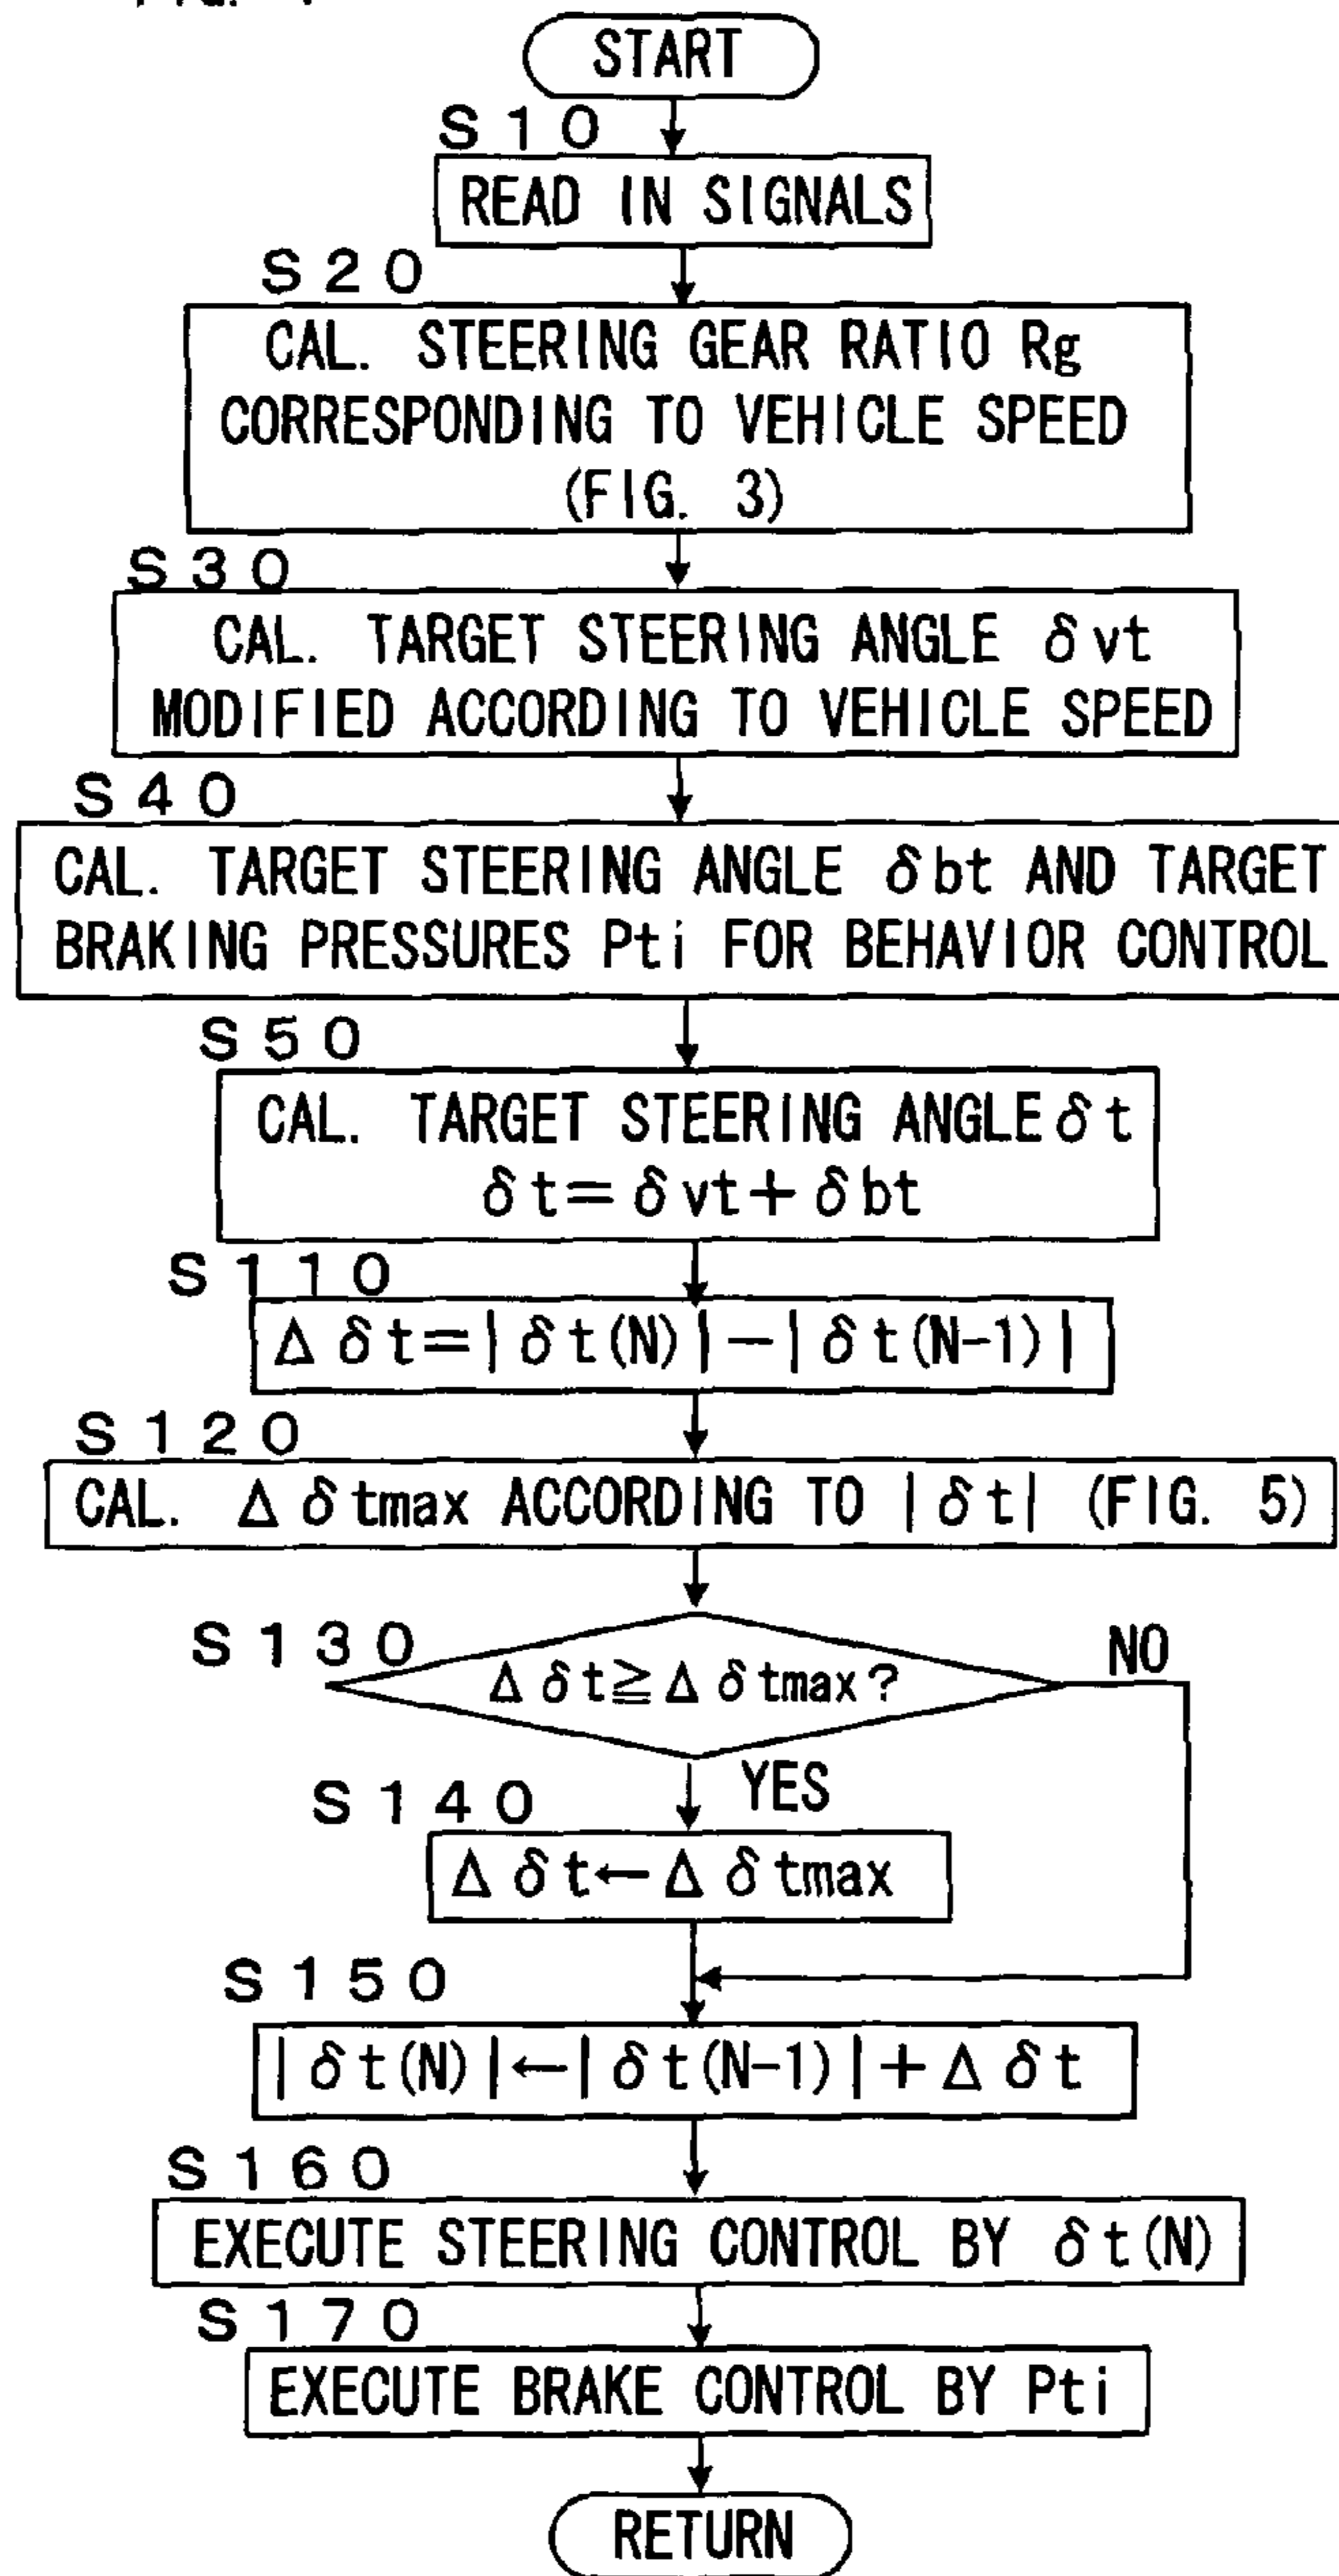 START
S10
READ IN SIGNALS
S20
CAL. STEERING GEAR RATIO Rg
CORRESPONDING TO VEHICLE SPEED
(FIG. 3)
S30
CAL. TARGET STEERING ANGLE δvt
MODIFIED ACCORDING TO VEHICLE SPEED
S40
CAL. TARGET STEERING ANGLE δbt AND TARGET
BRAKING PRESSURES Pti FOR BEHAVIOR CONTROL
S50
CAL. TARGET STEERING ANGLE δt
δt=δvt+δbt
S110
Δδt=|δt(N)|-|δt(N-1)|
S120
CAL. Δδtmax ACCORDING TO |δt| (FIG. 5)
S130
Δδt≧Δδtmax?
NO
YES
S140
Δδt←Δδtmax
S150
|δt(N)|←|δt(N-1)|+Δδt
S160
EXECUTE STEERING CONTROL BY δt(N)
S170
EXECUTE BRAKE CONTROL BY Pti
RETURN